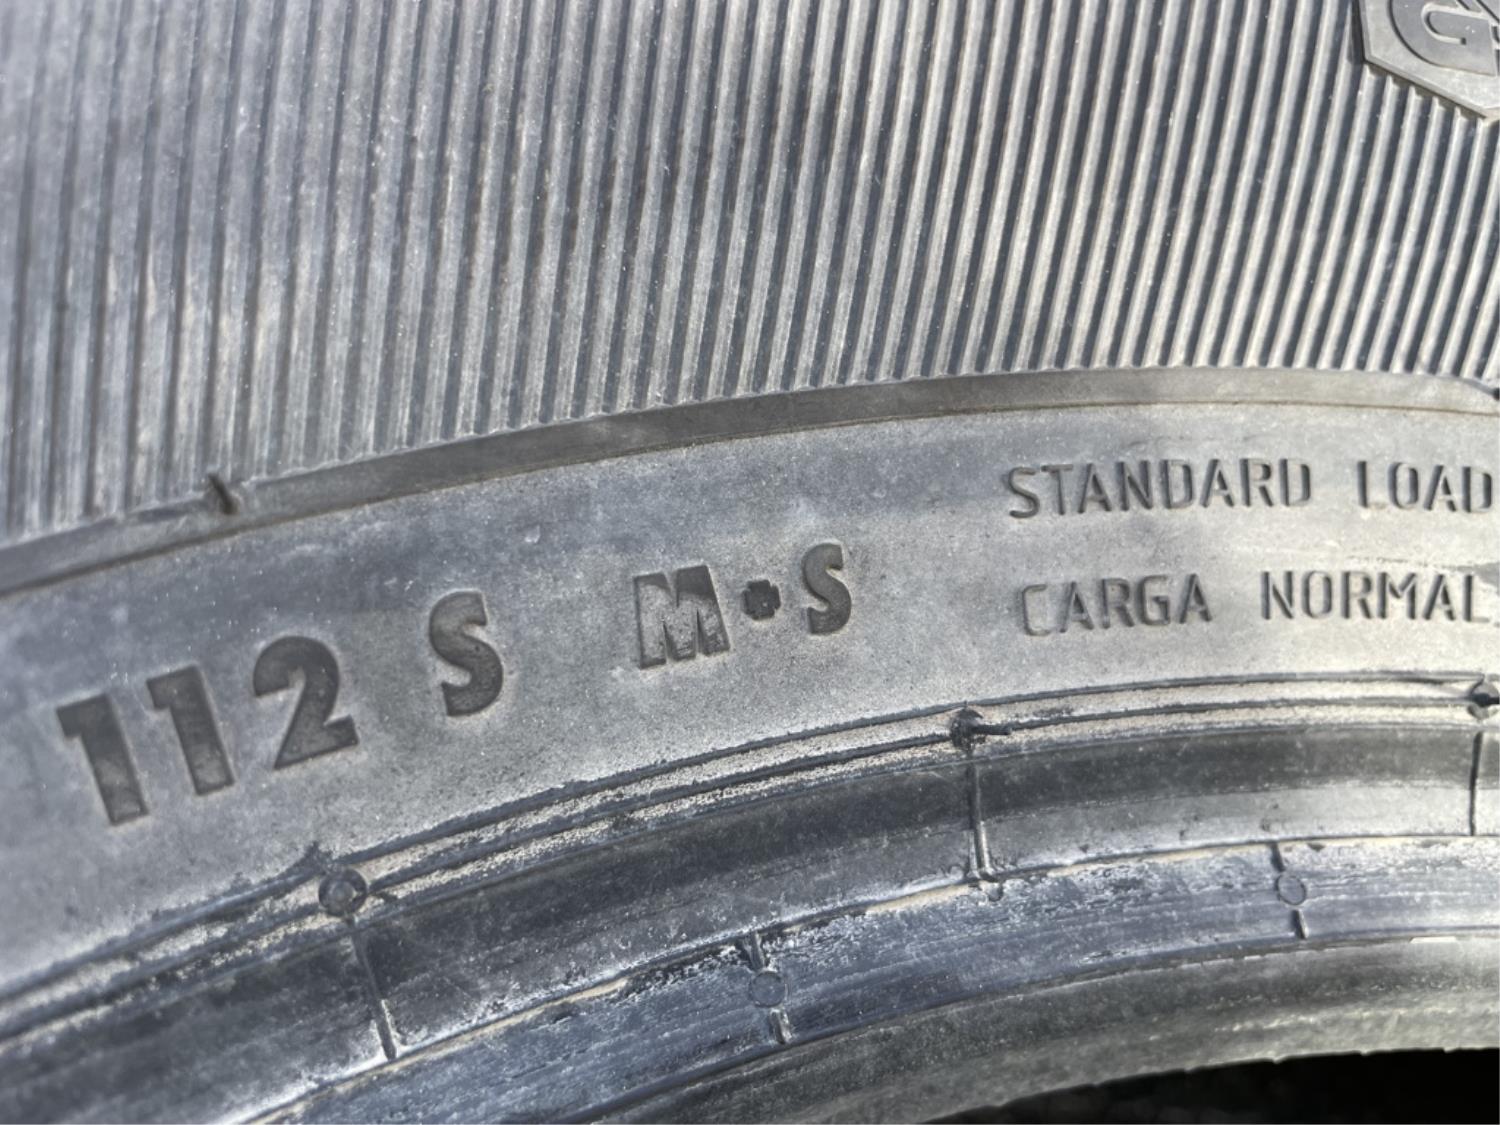 112 S M+S
STANDARD LOAD
CARGA NORMAL